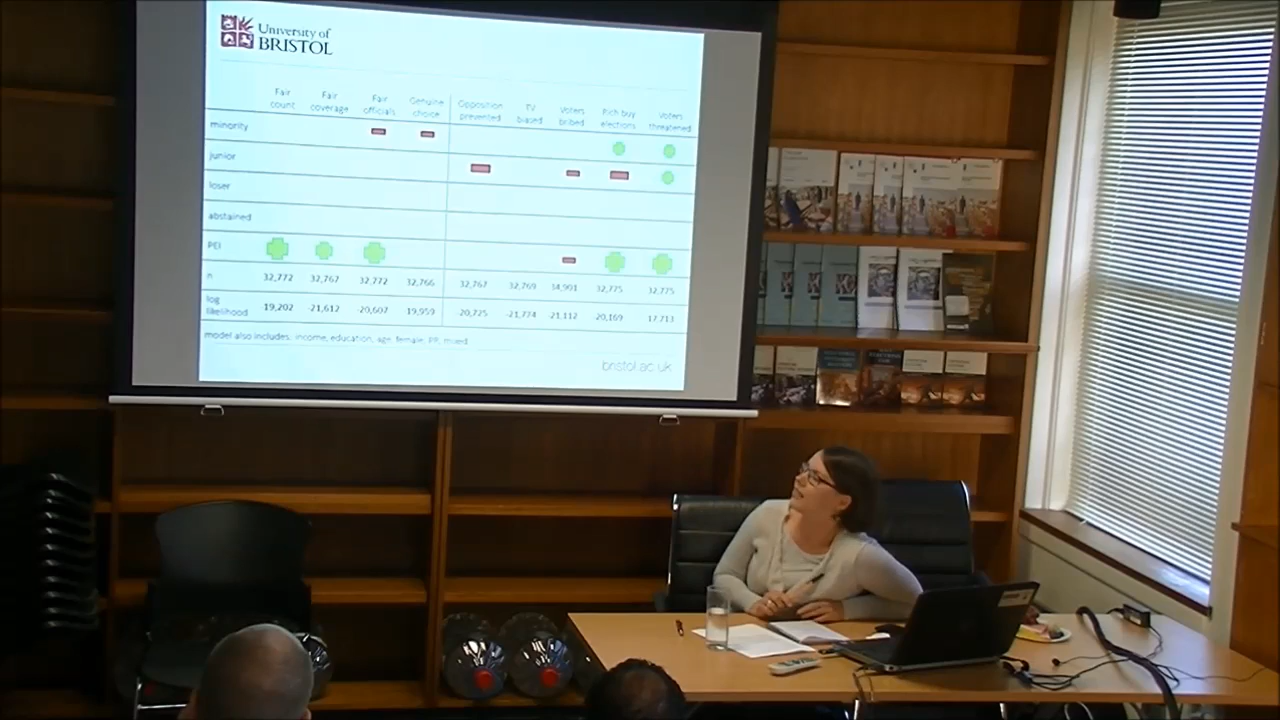 University of
BRISTOL
Fair count Fair coverage Fair officials Genuine choice Opposition prevented TV biased Voters bribed Rich buy elections Voters threatened
minority
junior
loser
abstained
PEI
n 32,772 32,767 32,772 32,766 32,767 32,769 14,901 32,775 32,775
log likelihood 19,202 -21,612 -20,607 19,959 -20,725 -21,774 -21,112 -20,169 17,713
model also includes: income, education, age, female, PR, mixed
bristol.ac.uk